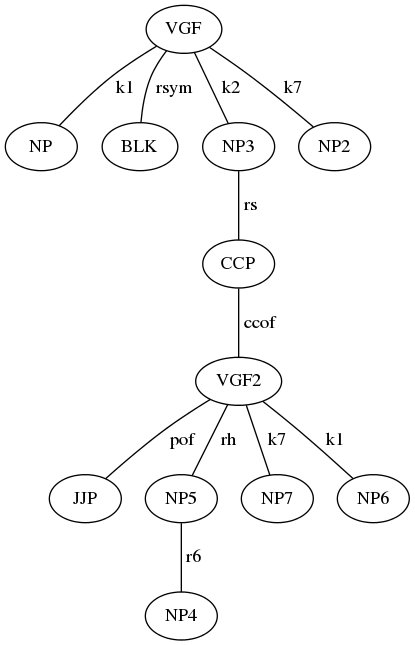 VGF
k1 rsym k2 k7
NP BLK NP3 NP2
rs
CCP
ccof
VGF2
pof rh k7 k1
JJP NP5 NP7 NP6
r6
NP4